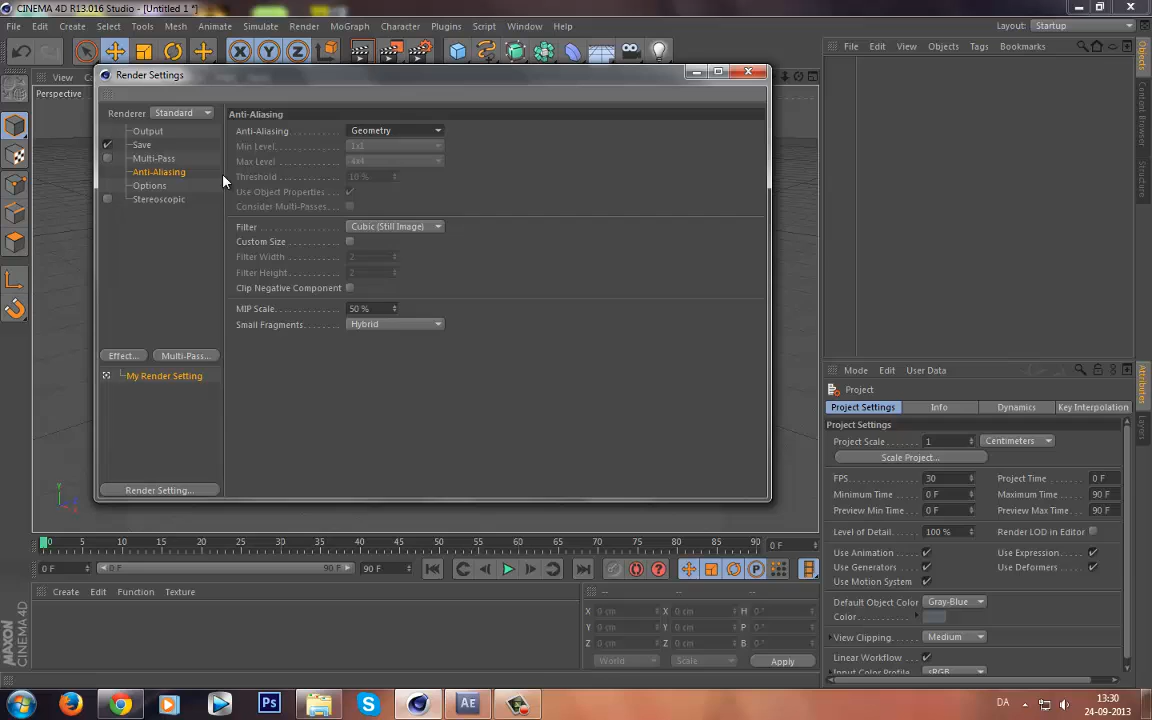 CINEMA 4D R13.016 Studio - [Untitled 1 *]
File Edit Create Select Tools Mesh Animate Simulate Render MoGraph Character Plugins Script Window Help
Layout: Startup
X Y Z
File Edit View Objects Tags Bookmarks
View
Perspective
Render Settings
Renderer Standard
Output
Save
Multi-Pass
Anti-Aliasing
Options
Stereoscopic
Effect... Multi-Pass...
My Render Setting
Render Setting...
Anti-Aliasing
Anti-Aliasing Geometry
Min Level 1x1
Max Level 4x4
Threshold 10 %
Use Object Properties
Consider Multi-Passes
Filter Cubic (Still Image)
Custom Size
Filter Width 2
Filter Height 2
Clip Negative Component
MIP Scale 50 %
Small Fragments Hybrid
Objects
Content Browser
Structure
Mode Edit User Data
Project
Project Settings Info Dynamics Key Interpolation
Project Settings
Project Scale 1 Centimeters
Scale Project...
FPS 30 Project Time 0 F
Minimum Time 0 F Maximum Time 90 F
Preview Min Time 0 F Preview Max Time 90 F
Level of Detail 100 % Render LOD in Editor
Use Animation Use Expression
Use Generators Use Deformers
Use Motion System
Default Object Color Gray-Blue
Color
View Clipping Medium
Linear Workflow
Input Color Profile sRGB
Attributes
Layers
0 5 10 15 20 25 30 35 40 45 50 55 60 65 70 75 80 85 90 0 F
0 F 0 F 90 F 90 F
P
Create Edit Function Texture
-- -- --
X 0 cm X 0 cm H 0 °
Y 0 cm Y 0 cm P 0 °
Z 0 cm Z 0 cm B 0 °
World Scale Apply
MAXON CINEMA 4D
Ps
Ae
DA
13:30
24-09-2013